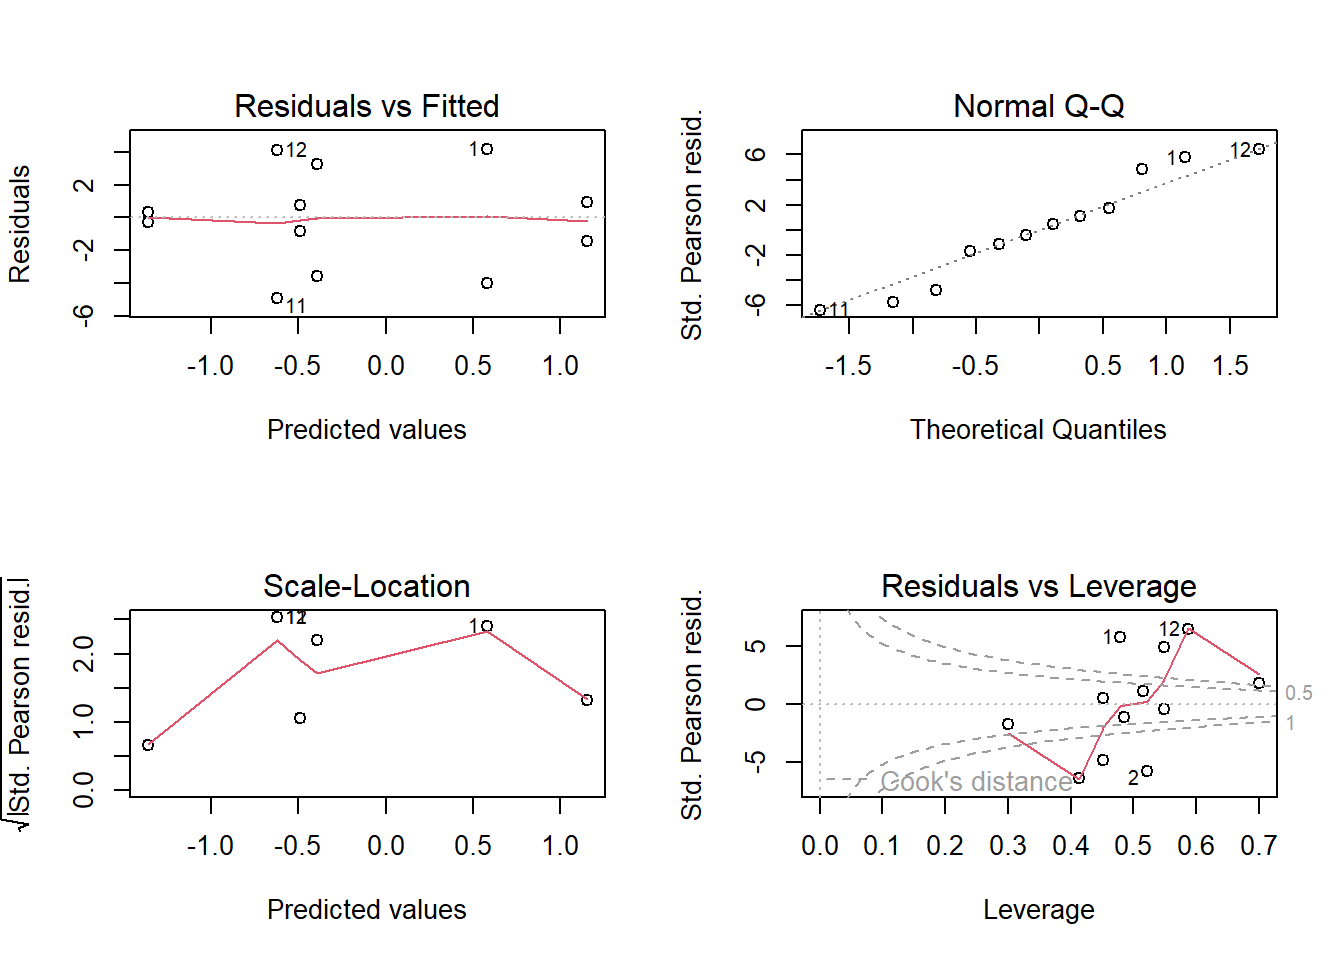 Residuals vs Fitted
Residuals
2
-2
-6
12
1
11
-1.0 -0.5 0.0 0.5 1.0
Predicted values
Normal Q-Q
Std. Pearson resid.
6
2
-2
-6
1
12
11
-1.5 -0.5 0.5 1.0 1.5
Theoretical Quantiles
Scale-Location
√|Std. Pearson resid.|
2.0
1.0
0.0
12
1
-1.0 -0.5 0.0 0.5 1.0
Predicted values
Residuals vs Leverage
Std. Pearson resid.
5
0
-5
1
12
0.5
1
2
Cook's distance
0.0 0.1 0.2 0.3 0.4 0.5 0.6 0.7
Leverage